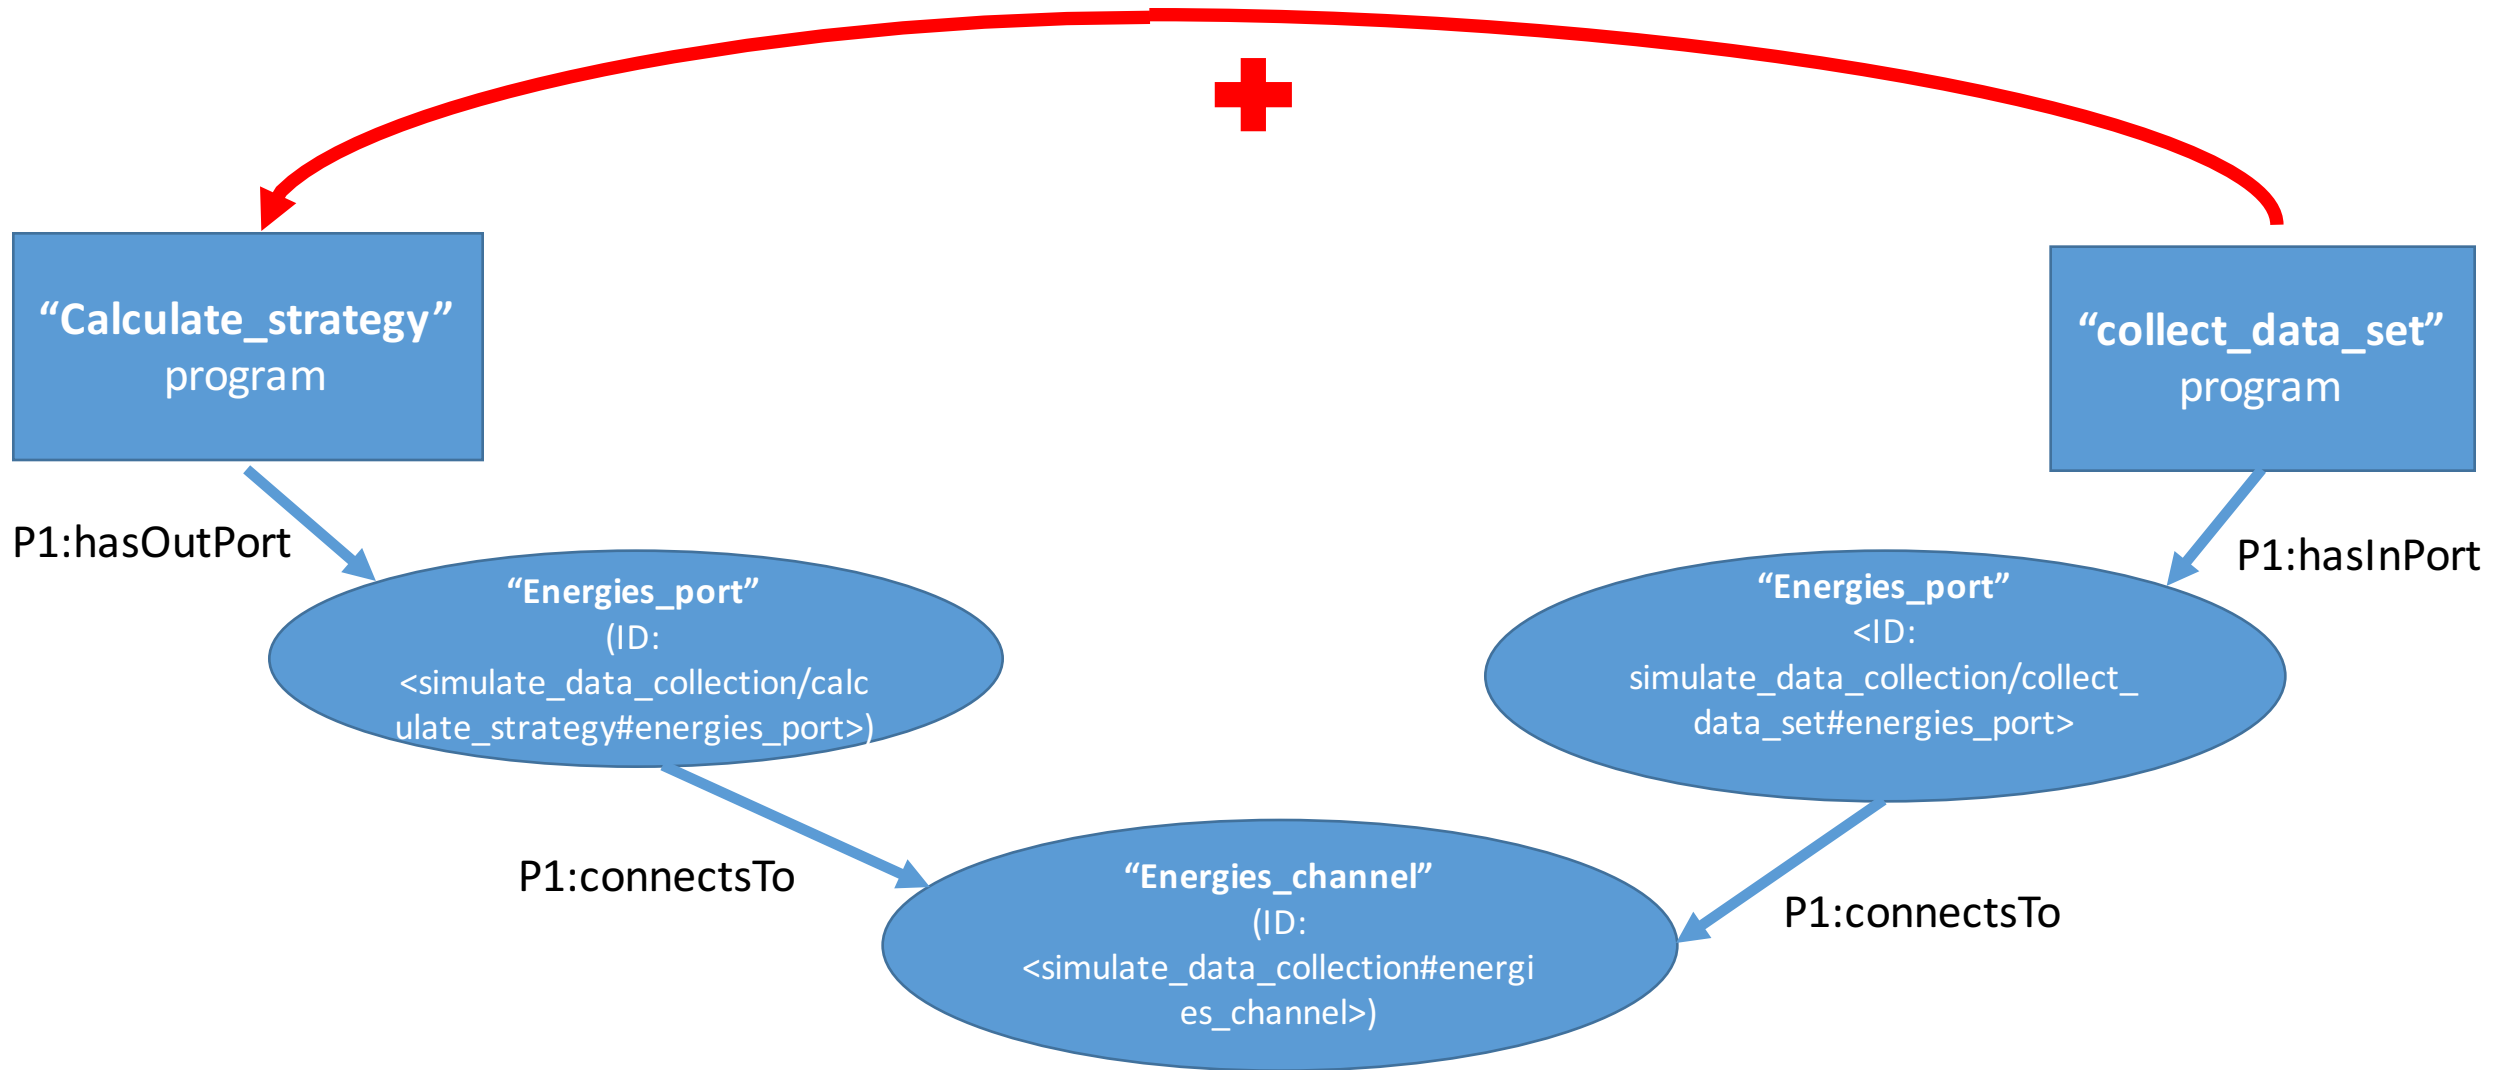 “Calculate_strategy”
program
“collect_data_set”
program
P1:hasOutPort
P1:hasInPort
“Energies_port”
(ID:
<simulate_data_collection/calc
ulate_strategy#energies_port>)
“Energies_port”
<ID:
simulate_data_collection/collect_
data_set#energies_port>
P1:connectsTo
P1:connectsTo
“Energies_channel”
(ID:
<simulate_data_collection#energi
es_channel>)